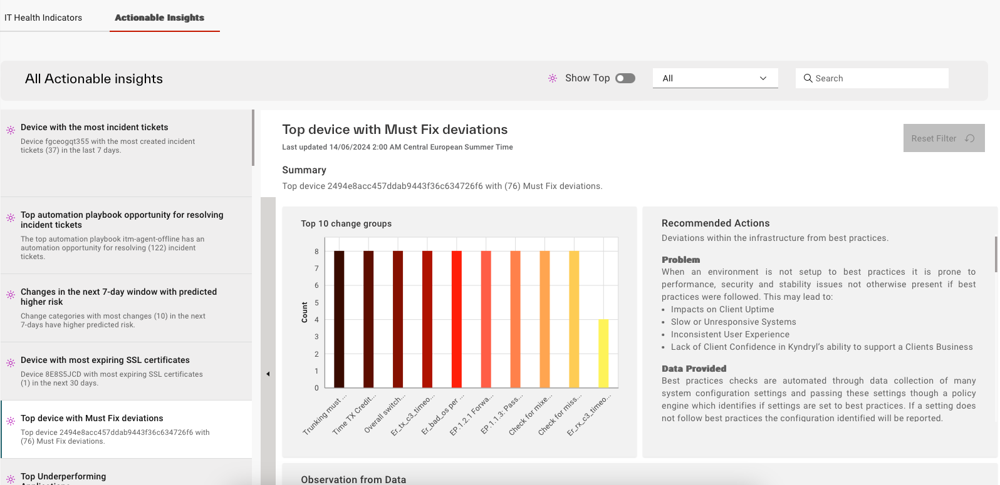 IT Health Indicators
Actionable Insights
All Actionable insights
Show Top
All
Search
Device with the most incident tickets
Device fgceogqt355 with the most created incident
tickets (37) in the last 7 days.
Top automation playbook opportunity for resolving
incident tickets
The top automation playbook itm-agent-offline has an
automation opportunity for resolving (122) incident
tickets.
Changes in the next 7-day window with predicted
higher risk
Change categories with most changes (10) in the next
7-days have higher predicted risk.
Device with most expiring SSL certificates
Device 8E8S5JCD with most expiring SSL certificates
(1) in the next 30 days.
Top device with Must Fix deviations
Top device 2494e8acc457ddab9443f36c634726f6 with
(76) Must Fix deviations.
Top Underperforming
Top device with Must Fix deviations
Last updated 14/06/2024 2:00 AM Central European Summer Time
Reset Filter
Summary
Top device 2494e8acc457ddab9443f36c634726f6 with (76) Must Fix deviations.
Top 10 change groups
Count
8
7
6
5
4
3
2
1
0
Trunking must ...
Time TX Credit...
Overall switch...
Er_tx_c3_timeo...
Er_bad_os per ...
EP.1.2.1 Forwa...
EP.1.1.3: Pass...
Check for mixe...
Check for miss...
Er_rx_c3_timeo...
Recommended Actions
Deviations within the infrastructure from best practices.
Problem
When an environment is not setup to best practices it is prone to
performance, security and stability issues not otherwise present if best
practices were followed. This may lead to:
• Impacts on Client Uptime
• Slow or Unresponsive Systems
• Inconsistent User Experience
• Lack of Client Confidence in Kyndryl's ability to support a Clients Business
Data Provided
Best practices checks are automated through data collection of many
system configuration settings and passing these settings though a policy
engine which identifies if settings are set to best practices. If a setting does
not follow best practices the configuration identified will be reported.
Observation from Data